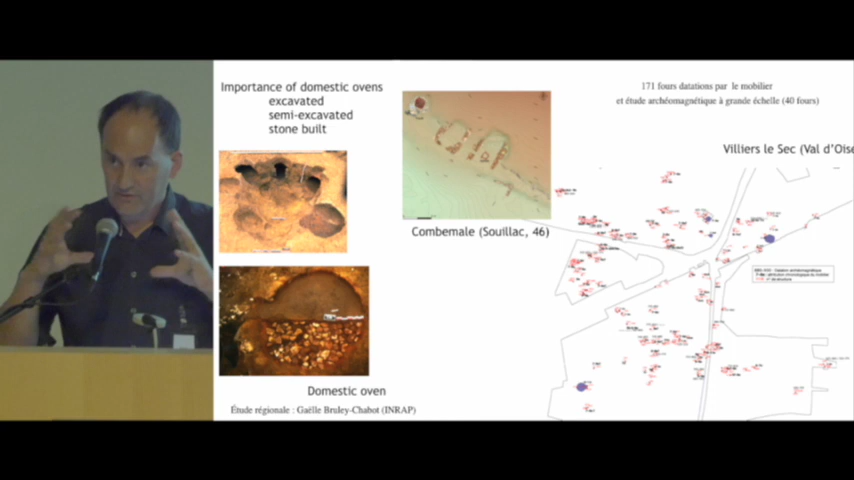 Importance of domestic ovens
excavated
semi-excavated
stone built
171 fours datations par le mobilier
et étude archéomagnétique à grande échelle (40 fours)
Villiers le Sec (Val d'Oise
Combemale (Souillac, 46)
Domestic oven
Étude régionale : Gaëlle Bruley-Chabot (INRAP)